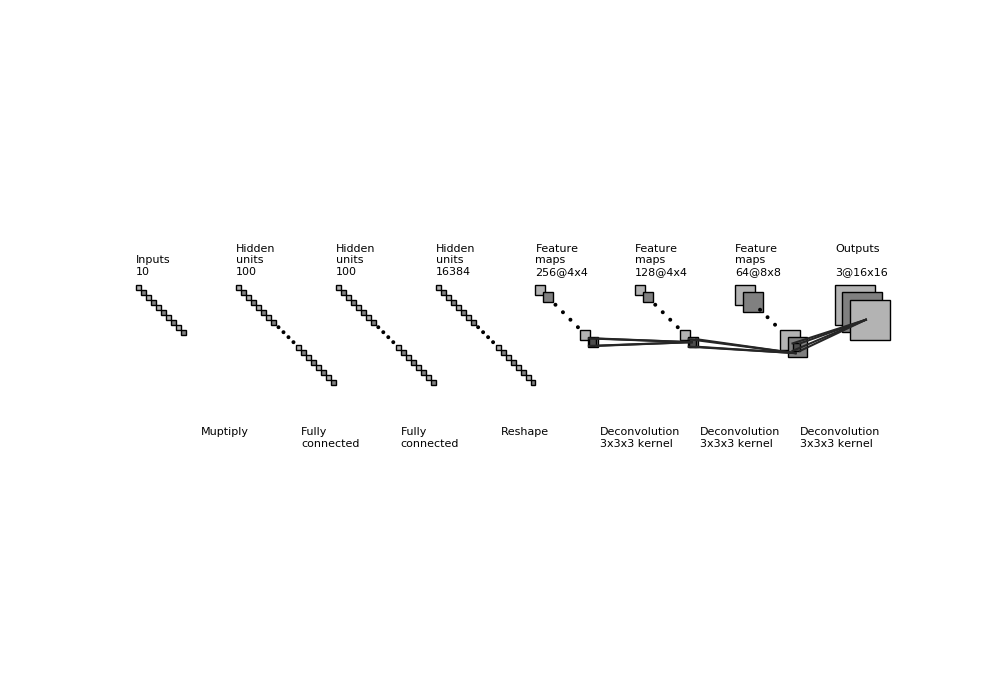 Inputs
10
Hidden
units
100
Hidden
units
100
Hidden
units
16384
Feature
maps
256@4x4
Feature
maps
128@4x4
Feature
maps
64@8x8
Outputs
3@16x16
Muptiply
Fully
connected
Fully
connected
Reshape
Deconvolution
3x3x3 kernel
Deconvolution
3x3x3 kernel
Deconvolution
3x3x3 kernel